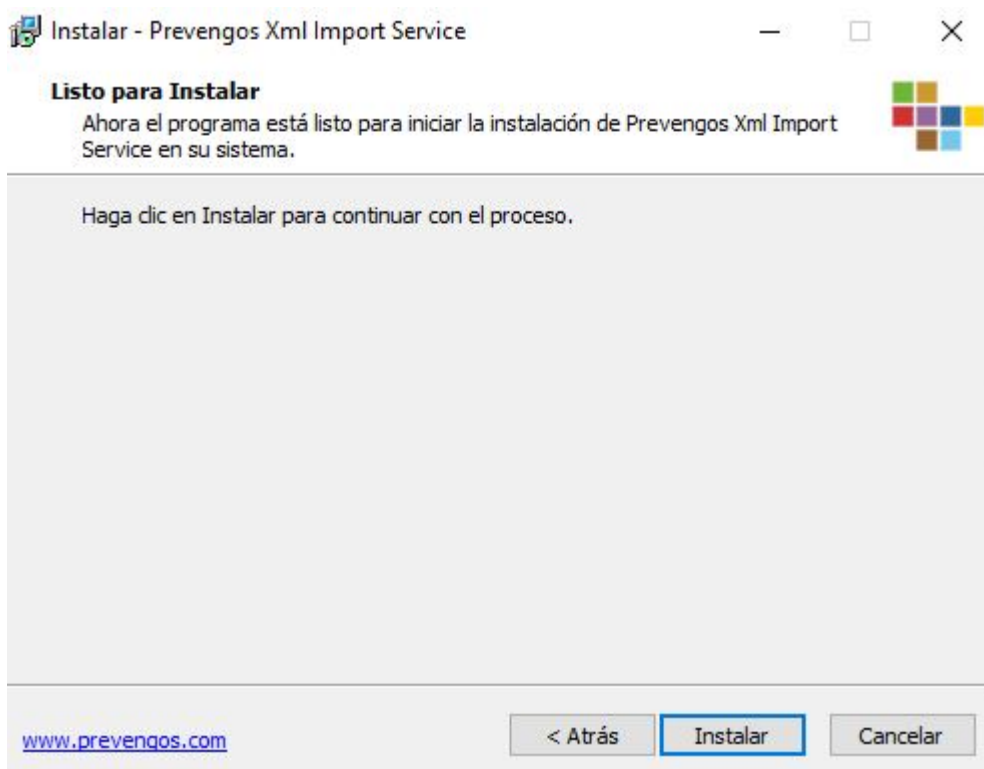 Instalar - Prevengos Xml Import Service
Listo para Instalar
Ahora el programa está listo para iniciar la instalación de Prevengos Xml Import
Service en su sistema.
Haga clic en Instalar para continuar con el proceso.
www.prevengos.com
< Atrás
Instalar
Cancelar